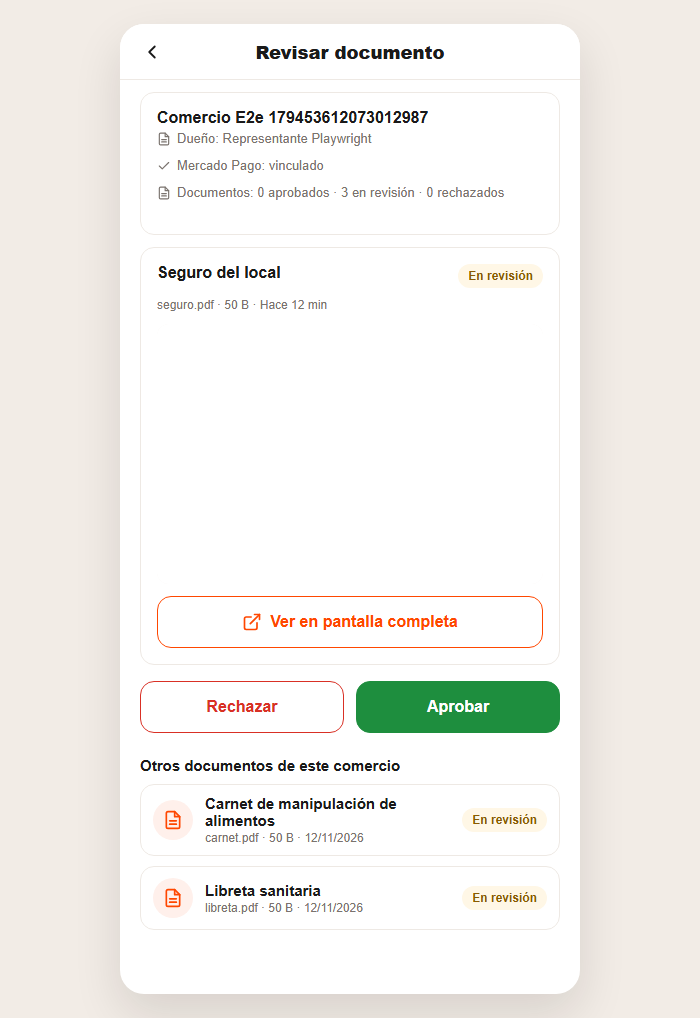 Revisar documento
Comercio E2e 179453612073012987
Dueño: Representante Playwright
Mercado Pago: vinculado
Documentos: 0 aprobados · 3 en revisión · 0 rechazados
Seguro del local
En revisión
seguro.pdf · 50 B · Hace 12 min
Ver en pantalla completa
Rechazar
Aprobar
Otros documentos de este comercio
Carnet de manipulación de
alimentos
En revisión
carnet.pdf · 50 B · 12/11/2026
Libreta sanitaria
En revisión
libreta.pdf · 50 B · 12/11/2026